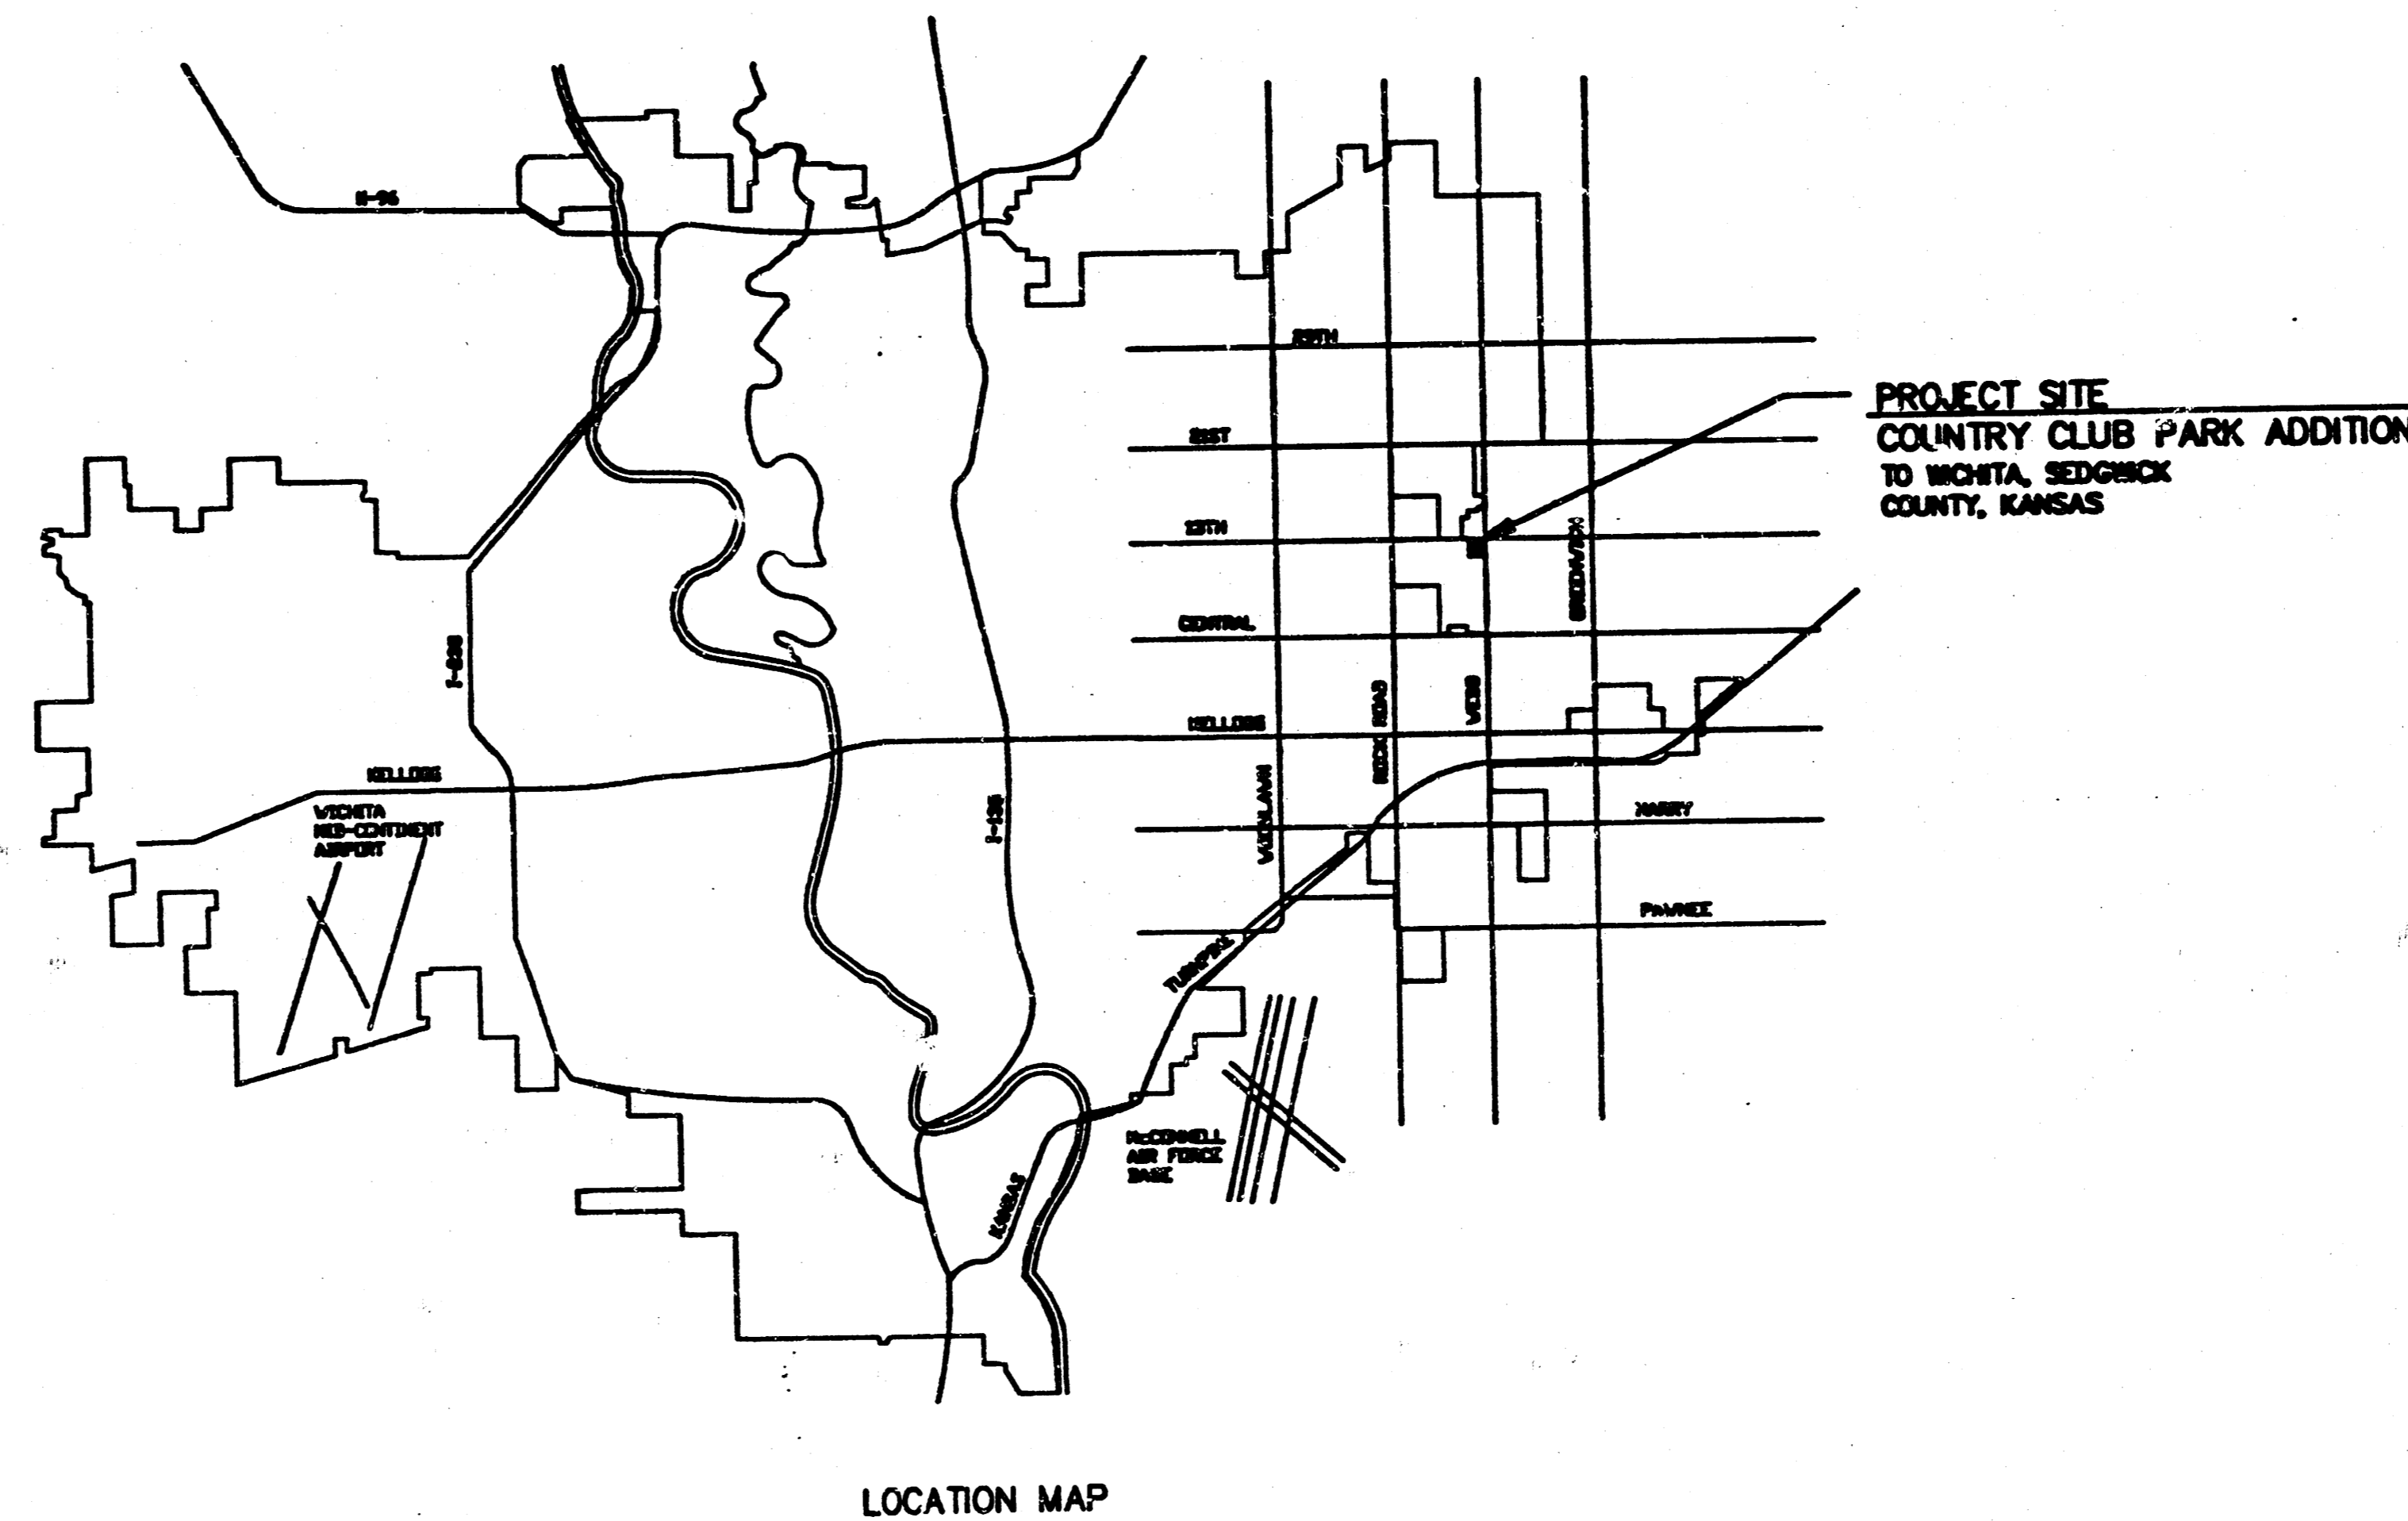 K-96
29TH
PROJECT SITE
COUNTRY CLUB PARK ADDITION
TO WICHITA, SEDGWICK
COUNTY, KANSAS
21ST
13TH
GREENWICH
CENTRAL
I-235
ROCK ROAD
WEBB
KELLOGG
KELLOGG
WICHITA
MID-CONTINENT
AIRPORT
WOODLAWN
I-135
HARRY
PAWNEE
TURNPIKE
McCONNELL
AIR FORCE
BASE
KANSAS
LOCATION MAP